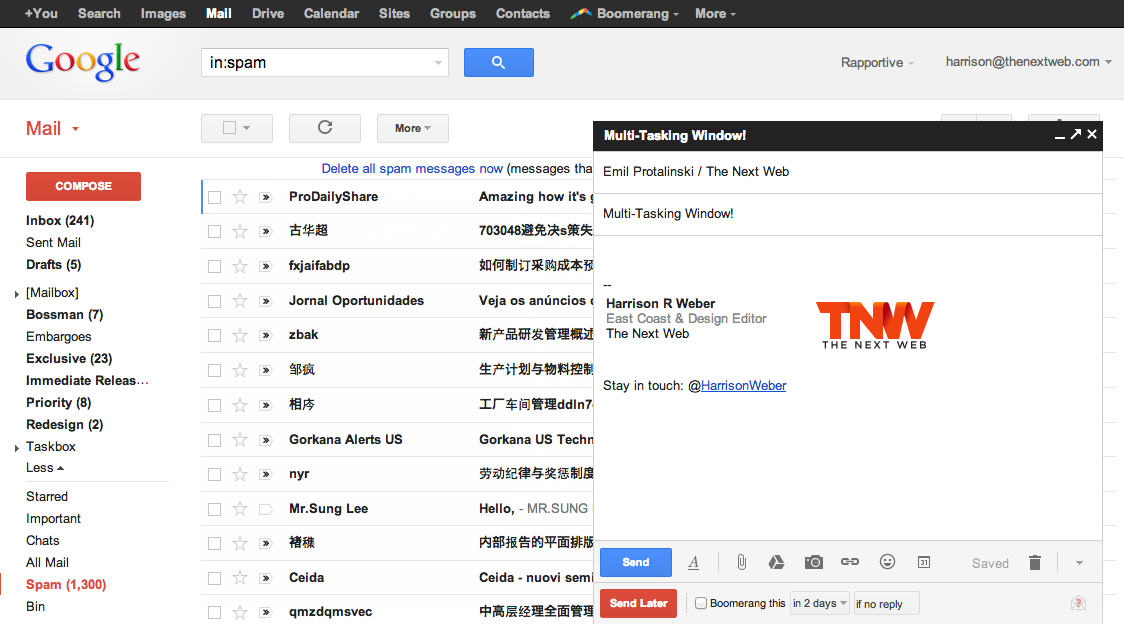 +You Search Images Mail Drive Calendar Sites Groups Contacts Boomerang More
Google
in:spam
Rapportive harrison@thenextweb.com
Mail
More
Delete all spam messages now (messages tha
COMPOSE
Inbox (241)
Sent Mail
Drafts (5)
[Mailbox]
Bossman (7)
Embargoes
Exclusive (23)
Immediate Releas...
Priority (8)
Redesign (2)
Taskbox
Less
Starred
Important
Chats
All Mail
Spam (1,300)
Bin
ProDailyShare Amazing how it's g
古华超 703048避免决s策失
fxjaifabdp 如何制订采购成本预
Jornal Oportunidades Veja os anúncios d
zbak 新产品研发管理概述
邹疯 生产计划与物料控制
相庈 工厂车间管理ddln7
Gorkana Alerts US Gorkana US Techn
nyr 劳动纪律与奖惩制度
Mr.Sung Lee Hello, - MR.SUNG
内部报告的平面排版
Ceida Ceida - nuovi semi
qmzdqmsvec 中高层经理全面管理
Multi-Tasking Window!
Emil Protalinski / The Next Web
Multi-Tasking Window!
--
Harrison R Weber
East Coast & Design Editor
The Next Web
TNW
THE NEXT WEB
Stay in touch: @HarrisonWeber
Send
A
31
Saved
Send Later
Boomerang this in 2 days if no reply